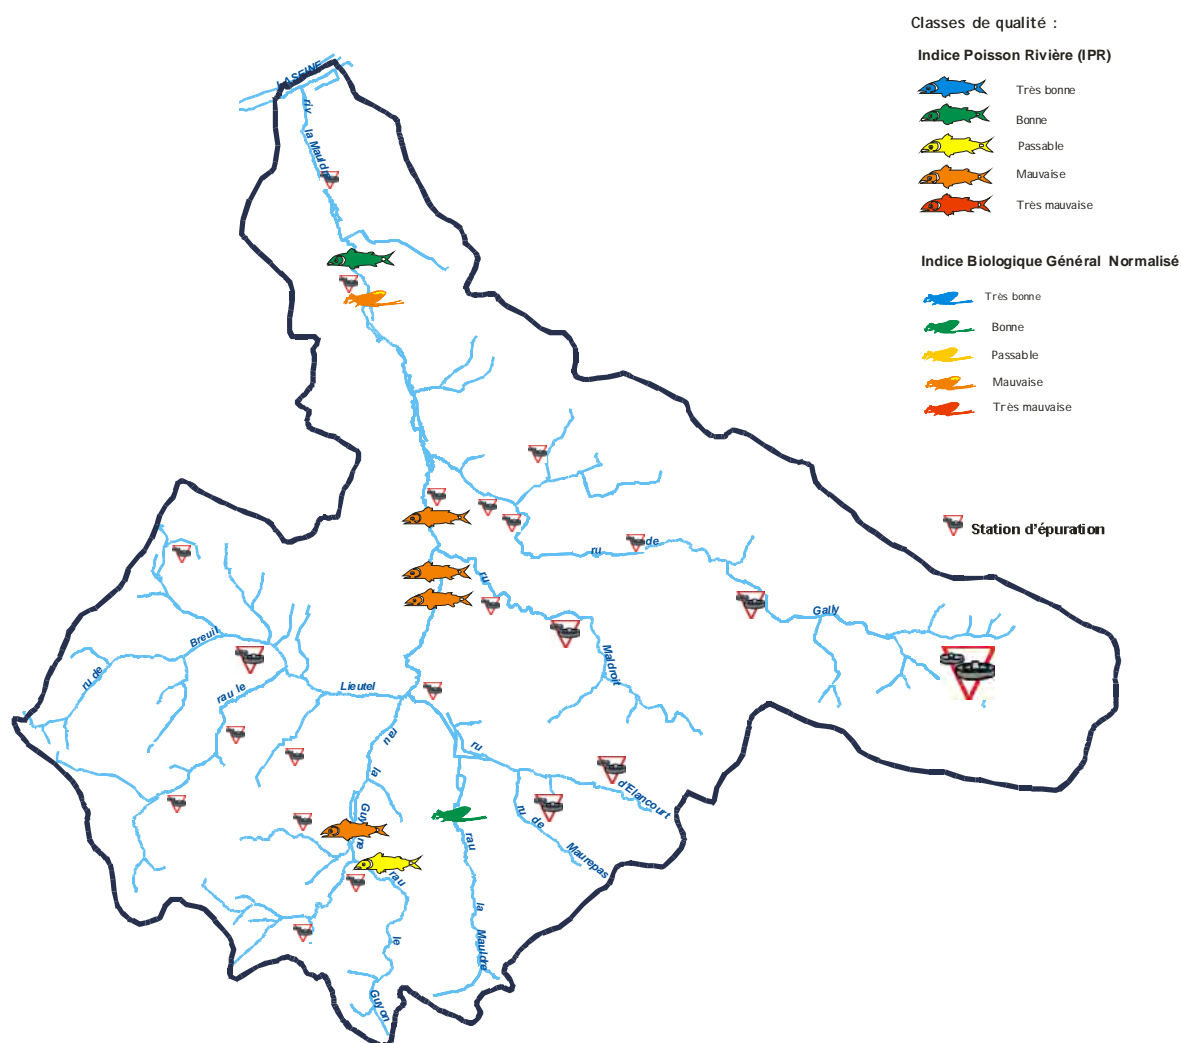 Classes de qualité :
Indice Poisson Rivière (IPR)
Très bonne
Bonne
Passable
Mauvaise
Très mauvaise
Indice Biologique Général Normalisé
Très bonne
Bonne
Passable
Mauvaise
Très mauvaise
Station d'épuration
LA SEINE
riv
la Mauldre
ru
de
Gally
ru
Maldroit
Breuil
ru de
rau le
Lieutel
rau
la
Guyonne
ru
d'Elancourt
ru de
Maurepas
rau
la
Mauldre
rau
le
Guyon